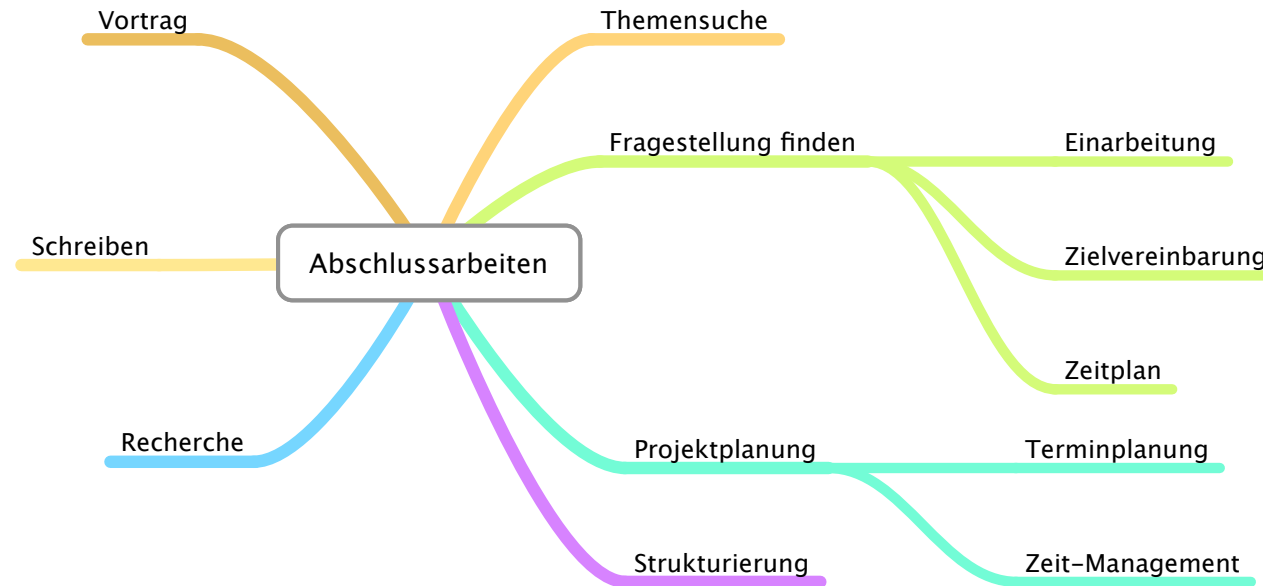 Vortrag
Themensuche
Fragestellung finden
Einarbeitung
Schreiben
Abschlussarbeiten
Zielvereinbarung
Zeitplan
Recherche
Projektplanung
Terminplanung
Strukturierung
Zeit-Management